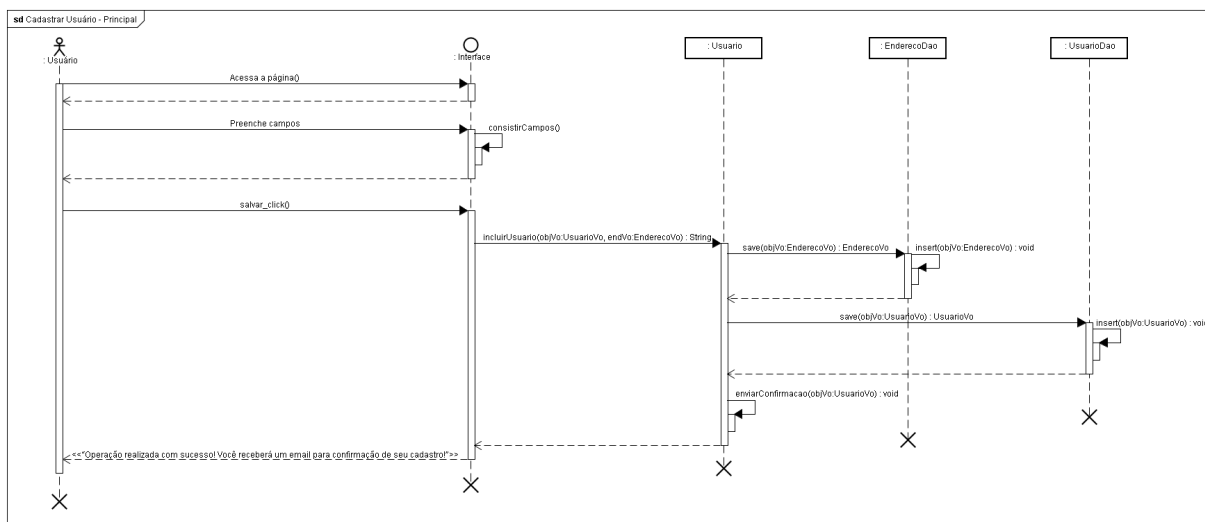 sd Cadastrar Usuário - Principal
: Usuário
: Interface
: Usuario
: EnderecoDao
: UsuarioDao
Acessa a página()
Preenche campos
consistirCampos()
salvar_click()
incluirUsuario(objVo:UsuarioVo, endVo:EnderecoVo) : String
save(objVo:EnderecoVo) : EnderecoVo
insert(objVo:EnderecoVo) : void
save(objVo:UsuarioVo) : UsuarioVo
insert(objVo:UsuarioVo) : void
enviarConfirmacao(objVo:UsuarioVo) : void
<<"Operação realizada com sucesso! Você receberá um email para confirmação de seu cadastro!">>